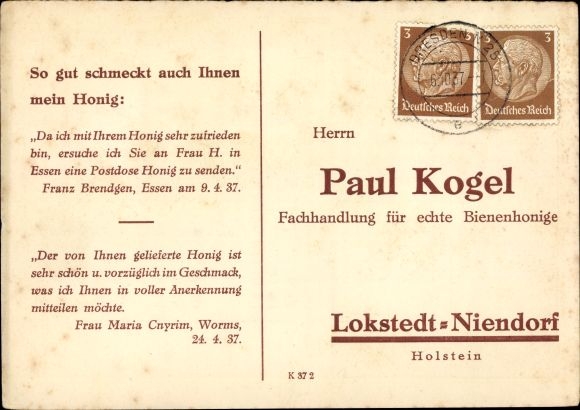 So gut schmeckt auch Ihnen
mein Honig:
„Da ich mit Ihrem Honig sehr zufrieden
bin, ersuche ich Sie an Frau H. in
Essen eine Postdose Honig zu senden.“
Franz Brendgen, Essen am 9. 4. 37.
„Der von Ihnen gelieferte Honig ist
sehr schön u. vorzüglich im Geschmack,
was ich Ihnen in voller Anerkennung
mitteilen möchte.
Frau Maria Cnyrim, Worms,
24. 4. 37.
3 3
Deutsches Reich Deutsches Reich
DRESDEN
25
e
Herrn
Paul Kogel
Fachhandlung für echte Bienenhonige
Lokstedt=Niendorf
Holstein
K 37 2